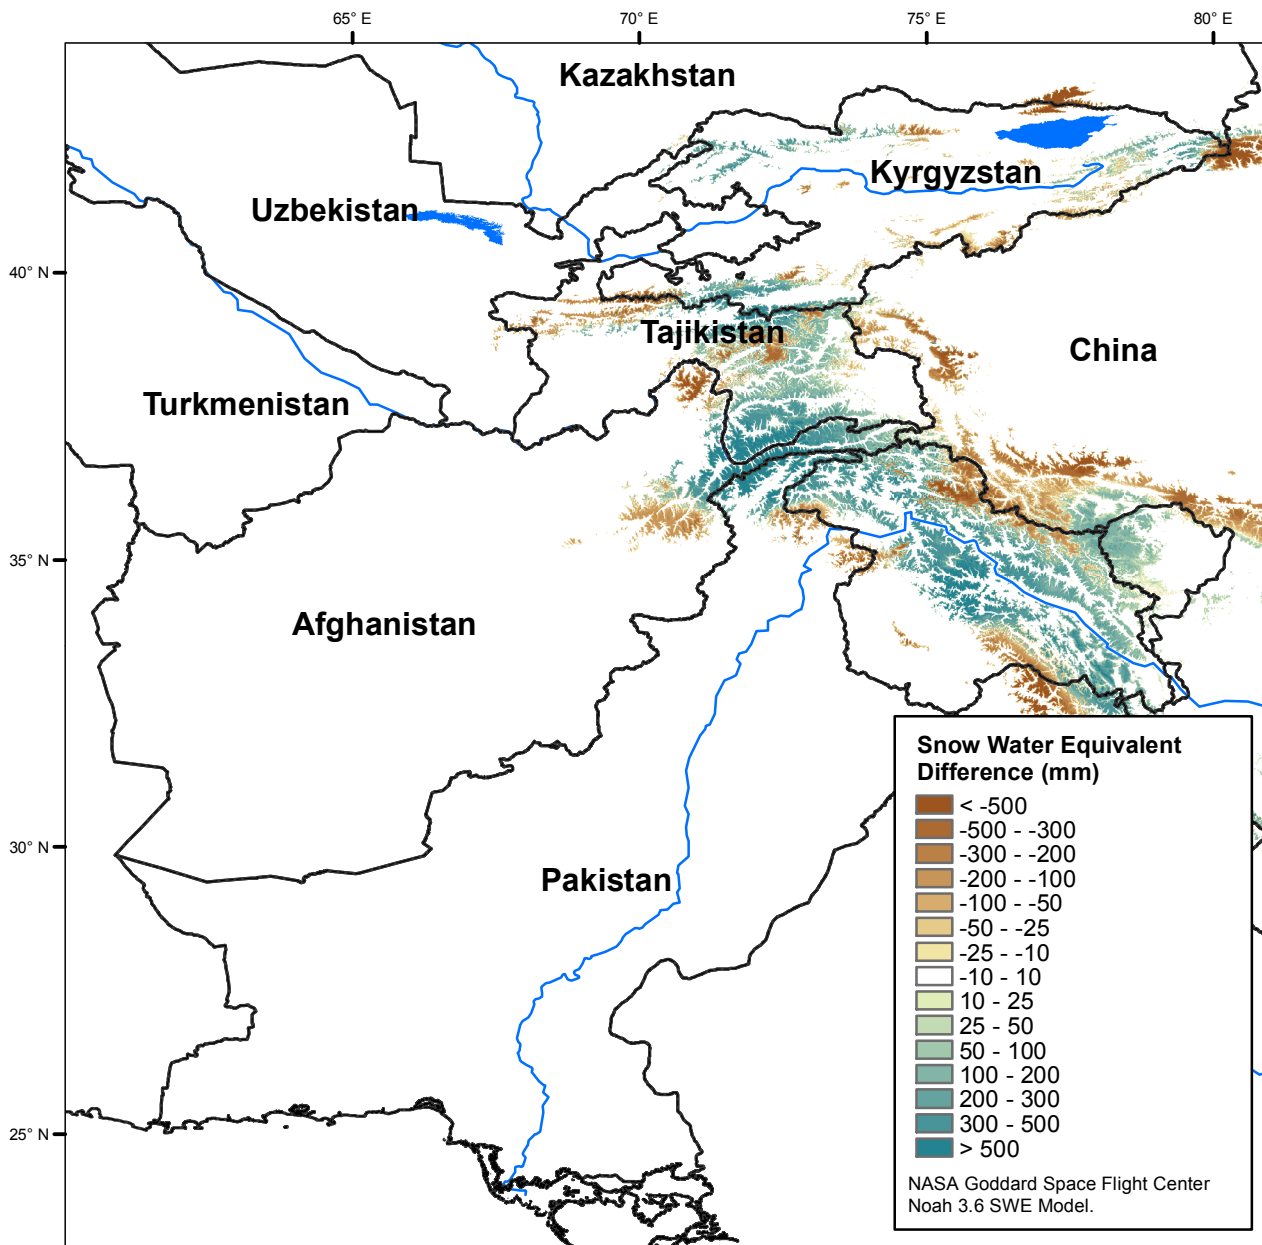 65° E
70° E
75° E
80° E
Kazakhstan
Kyrgyzstan
Uzbekistan
40° N
Tajikistan
China
Turkmenistan
35° N
Afghanistan
30° N
Pakistan
25° N
Snow Water Equivalent
Difference (mm)
< -500
-500 - -300
-300 - -200
-200 - -100
-100 - -50
-50 - -25
-25 - -10
-10 - 10
10 - 25
25 - 50
50 - 100
100 - 200
200 - 300
300 - 500
> 500
NASA Goddard Space Flight Center
Noah 3.6 SWE Model.